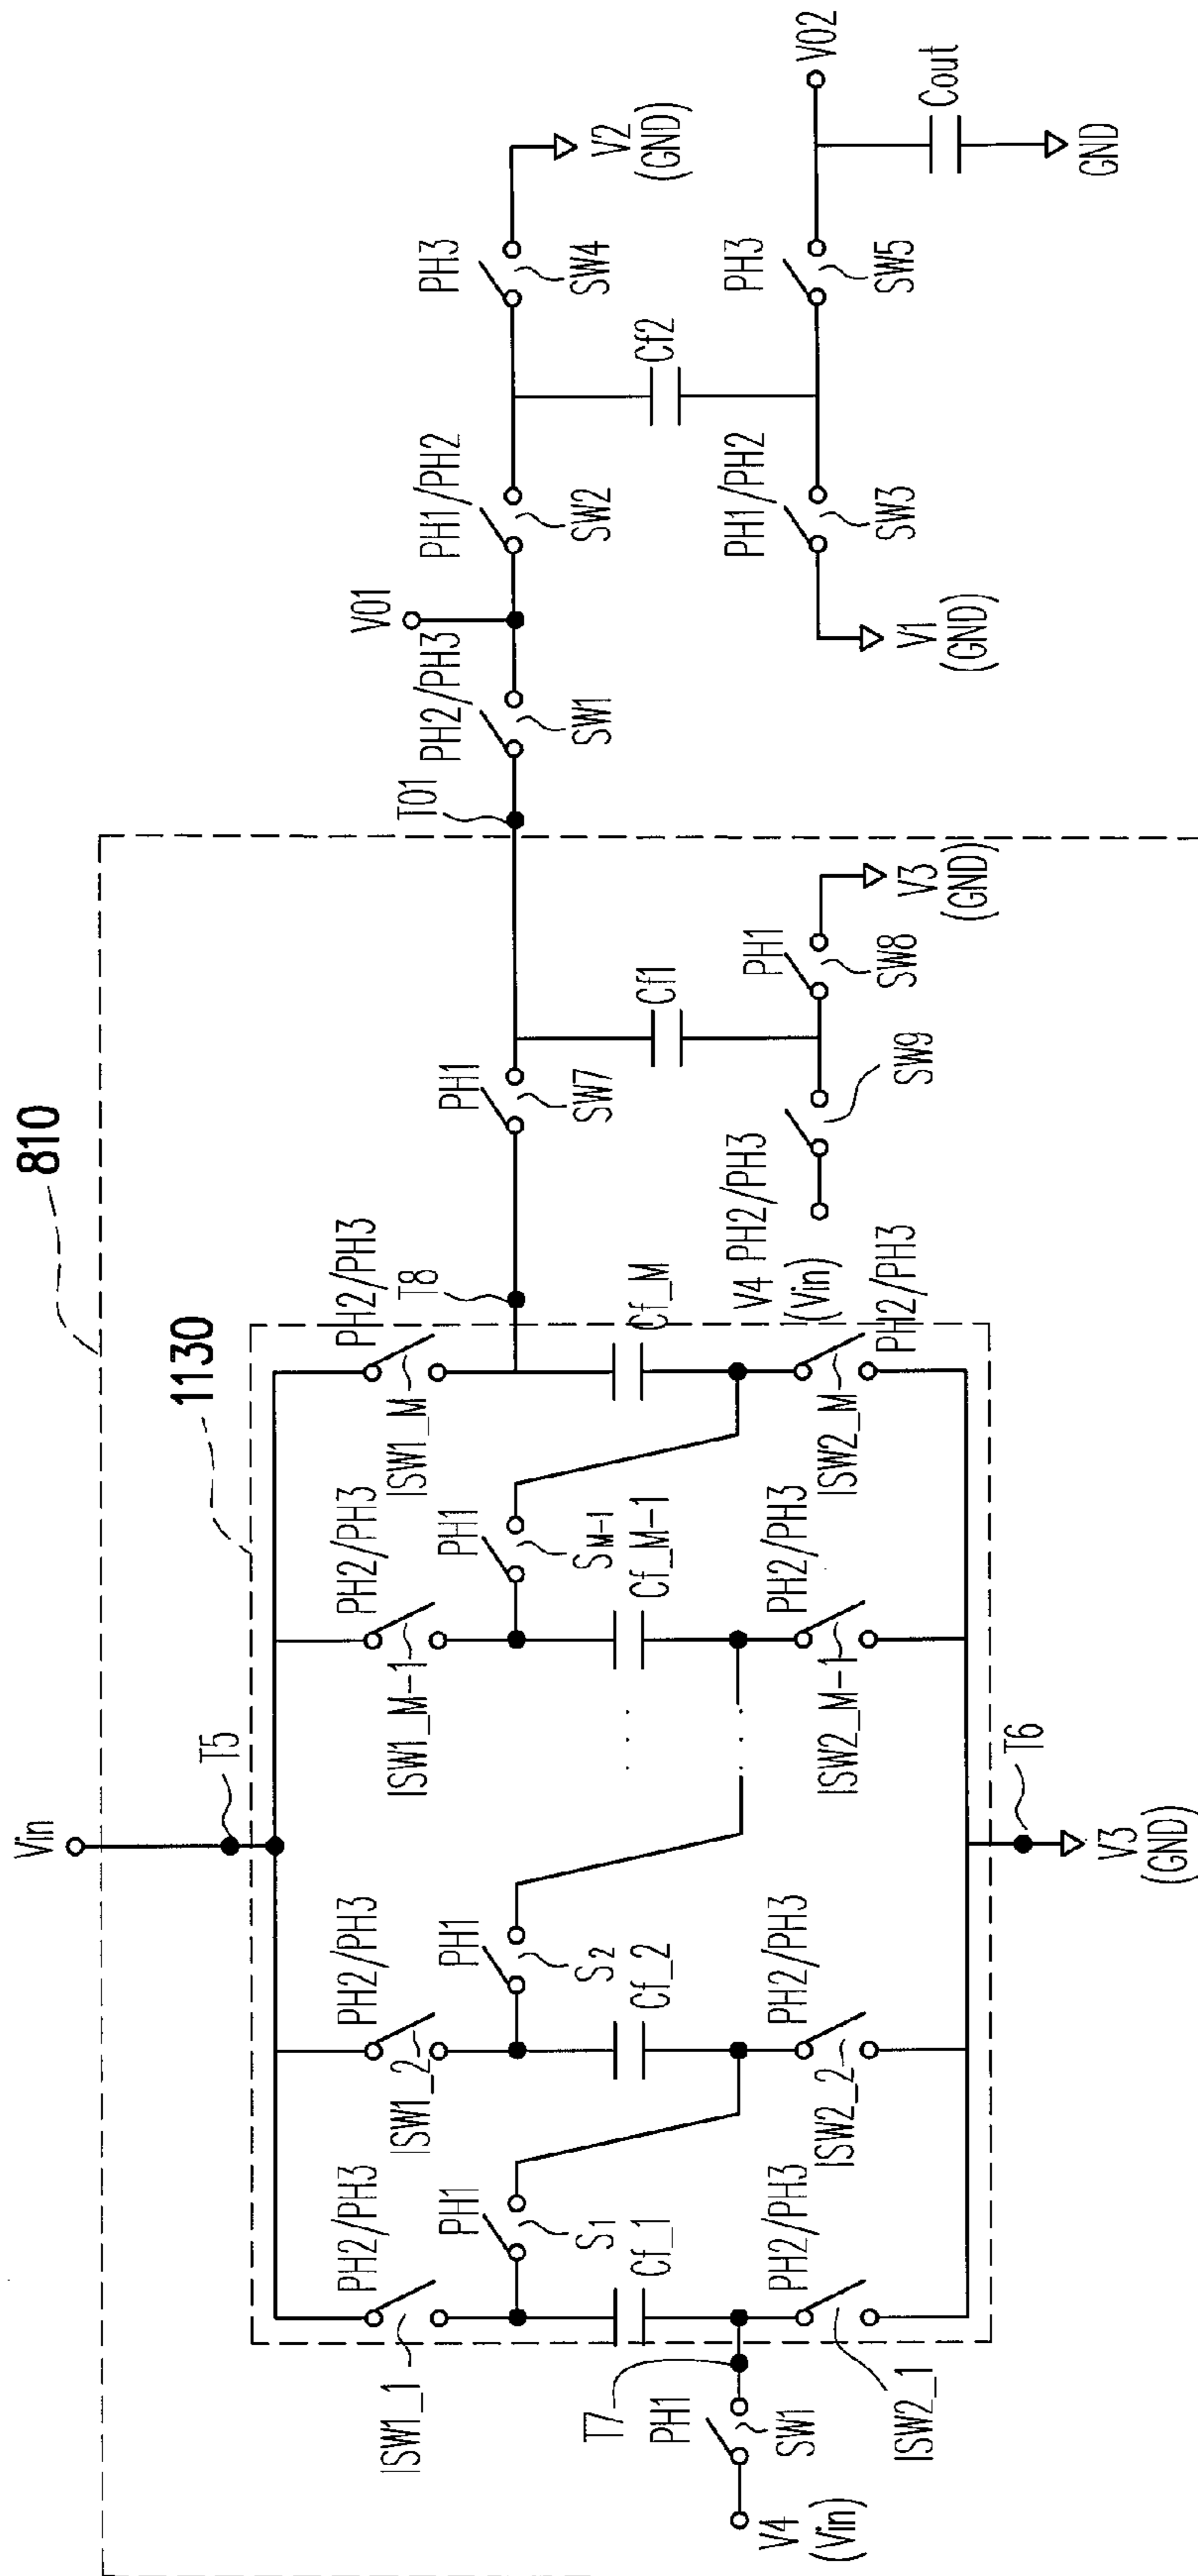 810
1130
Vin
T5
PH2/PH3
ISW1_1
PH2/PH3
ISW1_2
PH2/PH3
ISW1_M-1
PH2/PH3
ISW1_M
PH1
S1
Cf_1
PH1
S2
Cf_2
. . .
. . .
PH1
SM-1
Cf_M-1
Cf_M
T8
PH1
SW7
Cf1
T01
PH2/PH3
SW1
V01
PH1/PH2
SW2
PH3
SW4
V2
(GND)
Cf2
V4
(Vin)
PH1
SW1
T7
PH2/PH3
ISW2_1
PH2/PH3
ISW2_2
PH2/PH3
ISW2_M-1
PH2/PH3
ISW2_M
V4
(Vin)
PH2/PH3
SW9
PH1
SW8
V3
(GND)
V1
(GND)
PH1/PH2
SW3
PH3
SW5
V02
Cout
GND
T6
V3
(GND)